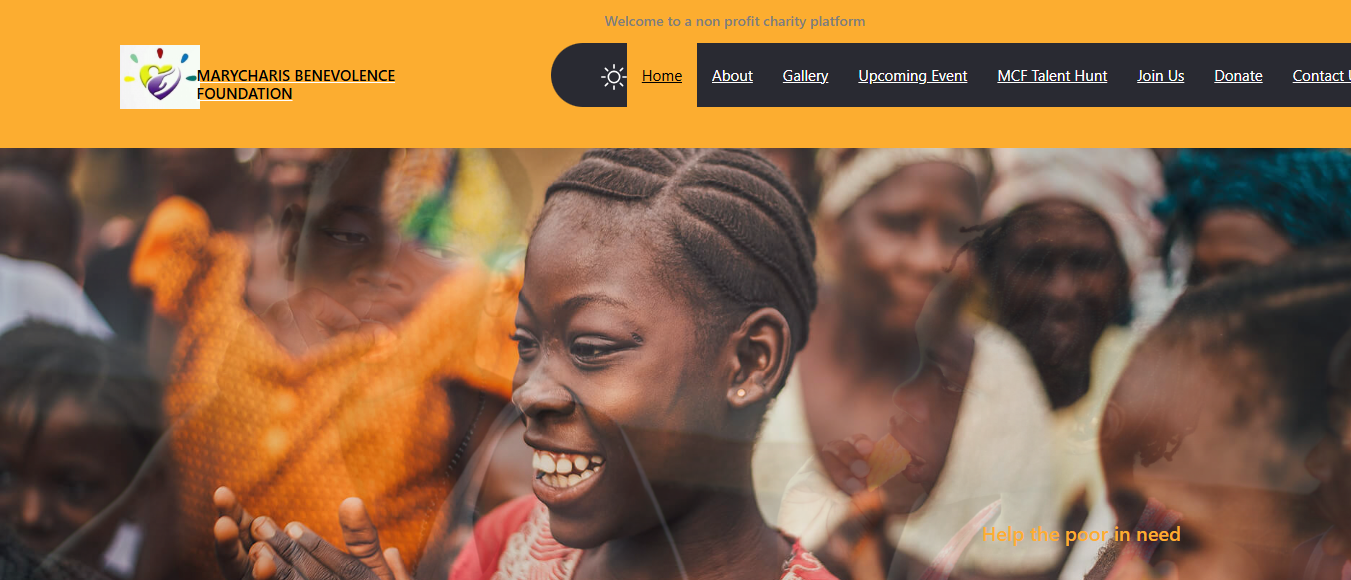 Welcome to a non profit charity platform
MARYCHARIS BENEVOLENCE
FOUNDATION
Home About Gallery Upcoming Event MCF Talent Hunt Join Us Donate Contact
Help the poor in need